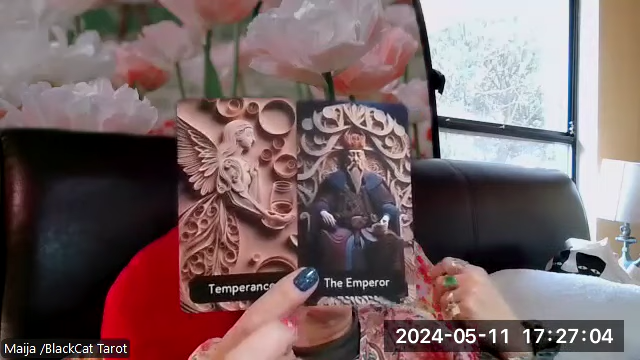 Temperance
The Emperor
Maija /BlackCat Tarot
2024-05-11 17:27:04